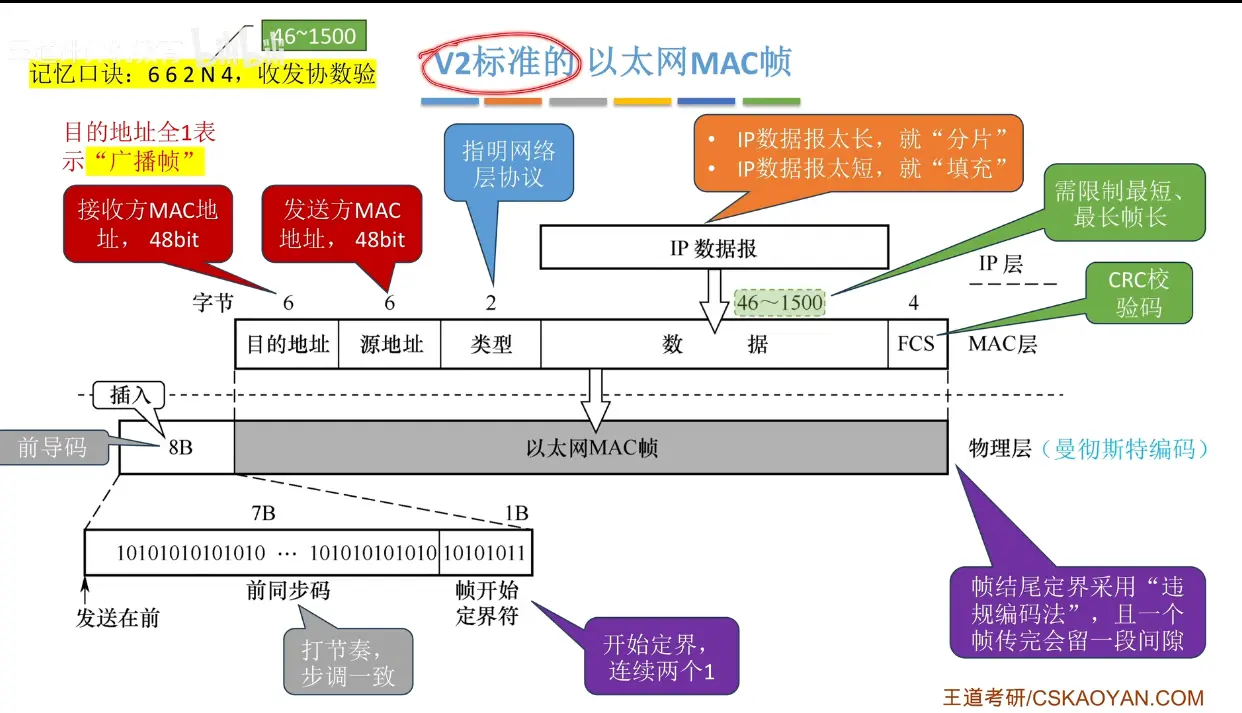 46~1500
记忆口诀：6 6 2 N 4，收发协数验
V2标准的 以太网MAC帧
目的地址全1表
示“广播帧”
接收方MAC地
址， 48bit
发送方MAC
地址，48bit
指明网络
层协议
• IP数据报太长，就“分片”
• IP数据报太短，就“填充”
需限制最短、
最长帧长
IP 数据报
IP 层
CRC校
验码
字节 6 6 2 46～1500 4
目的地址 源地址 类型 数 据 FCS MAC层
插入
前导码 8B 以太网MAC帧 物理层（曼彻斯特编码）
7B 1B
10101010101010 ··· 101010101010 10101011
前同步码 帧开始
定界符
发送在前
打节奏，
步调一致
开始定界，
连续两个1
帧结尾定界采用“违
规编码法”，且一个
帧传完会留一段间隙
王道考研/CSKAOYAN.COM